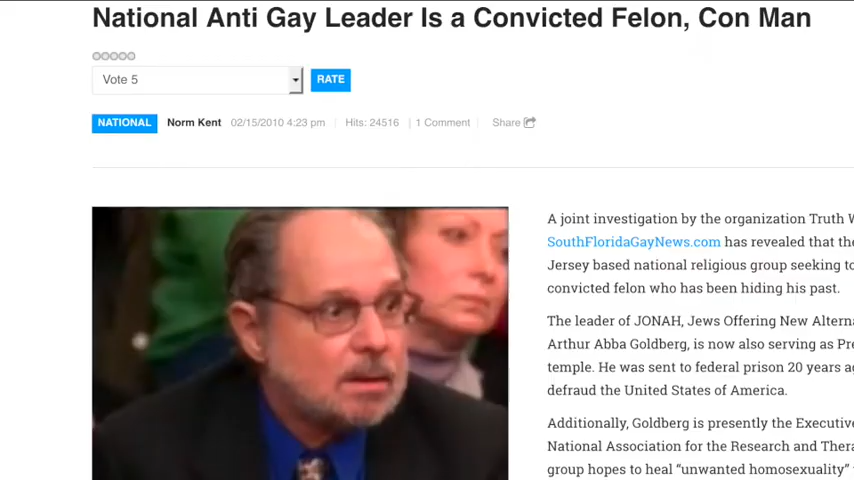 National Anti Gay Leader Is a Convicted Felon, Con Man
Vote 5
RATE
NATIONAL Norm Kent 02/15/2010 4:23 pm Hits: 24516 1 Comment Share
A joint investigation by the organization Truth
SouthFloridaGayNews.com has revealed that the
Jersey based national religious group seeking to
convicted felon who has been hiding his past.
The leader of JONAH, Jews Offering New
Arthur Abba Goldberg, is now also serving as
temple. He was sent to federal prison 20 years
defraud the United States of America.
Additionally, Goldberg is presently the
National Association for the Research and
group hopes to heal “unwanted homosexuality”